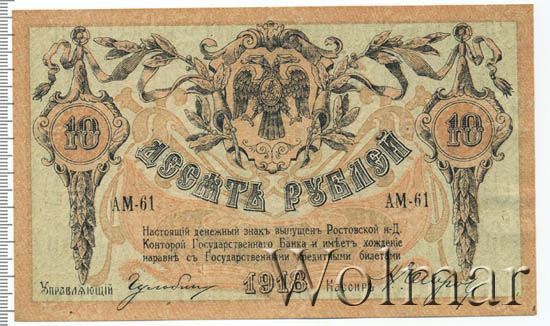 10 10
ДЕСЯТЬ РУБЛЕЙ
АМ-61 АМ-61
Настоящій денежный знакъ выпущенъ Ростовской н-Д.
Конторой Государственнаго Банка и имѣетъ хожденіе
наравнѣ съ Государственными кредитными билетами
1918
Управляющій Кассиръ
Wolmar